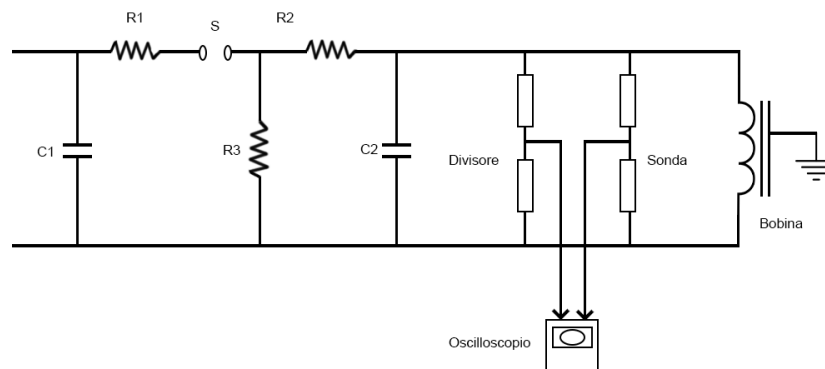 R1
S
R2
C1
R3
C2
Divisore
Sonda
Bobina
Oscilloscopio